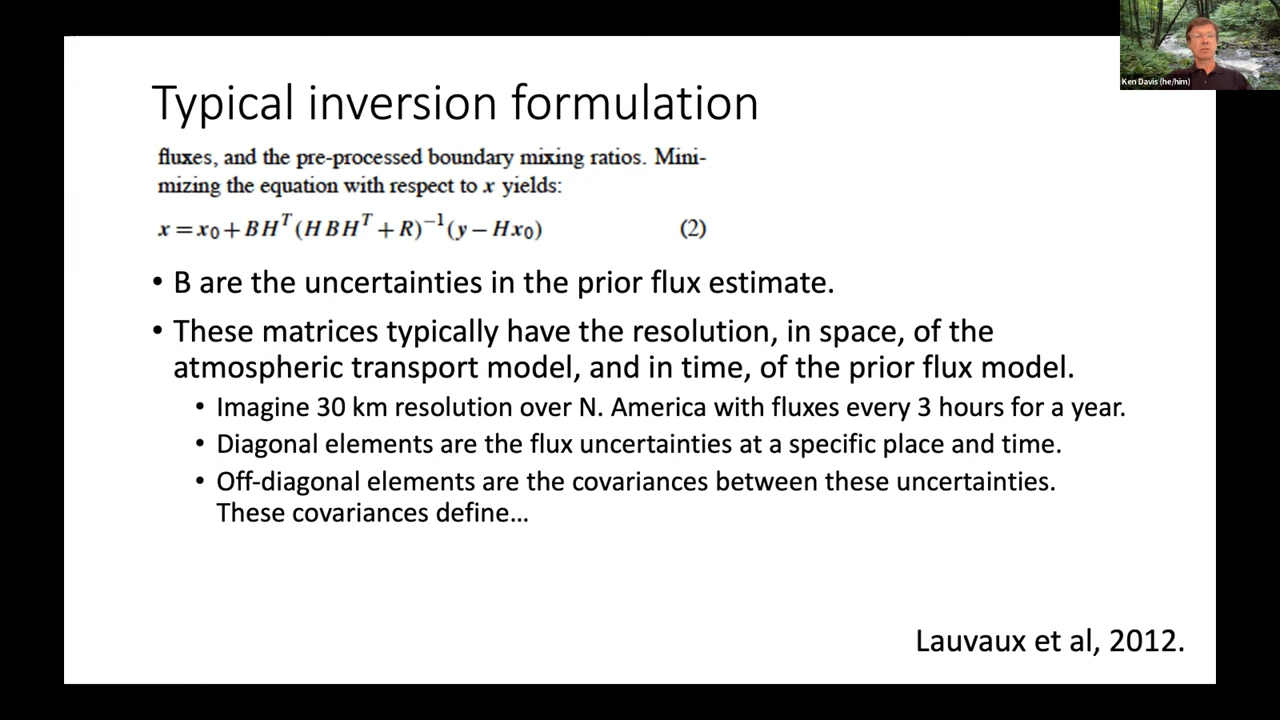 Ken Davis (he/him)
Typical inversion formulation
fluxes, and the pre-processed boundary mixing ratios. Mini-
mizing the equation with respect to x yields:
x = x₀ + BHᵀ(HBHᵀ + R)⁻¹(y − Hx₀) (2)
• B are the uncertainties in the prior flux estimate.
• These matrices typically have the resolution, in space, of the
atmospheric transport model, and in time, of the prior flux model.
• Imagine 30 km resolution over N. America with fluxes every 3 hours for a year.
• Diagonal elements are the flux uncertainties at a specific place and time.
• Off-diagonal elements are the covariances between these uncertainties.
These covariances define…
Lauvaux et al, 2012.